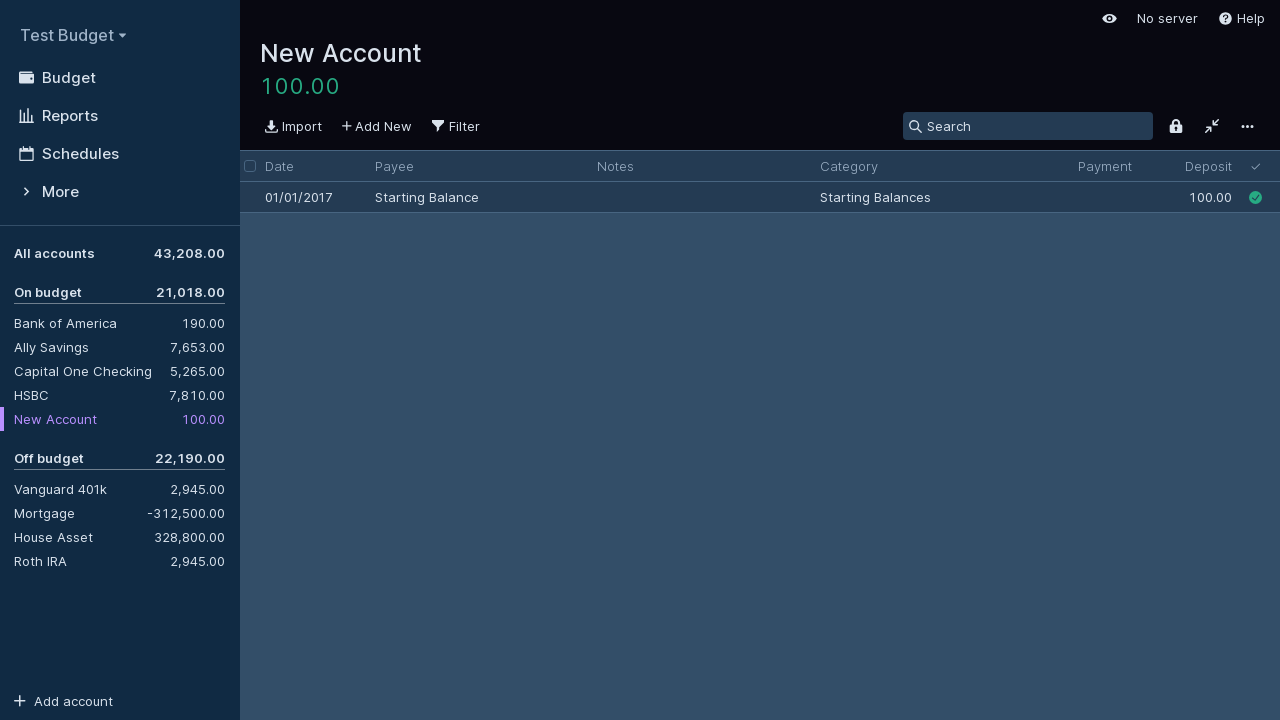 Test Budget
Budget
Reports
Schedules
More
All accounts 43,208.00
On budget 21,018.00
Bank of America 190.00
Ally Savings 7,653.00
Capital One Checking 5,265.00
HSBC 7,810.00
New Account 100.00
Off budget 22,190.00
Vanguard 401k 2,945.00
Mortgage -312,500.00
House Asset 328,800.00
Roth IRA 2,945.00
Add account
No server Help
New Account
100.00
Import Add New Filter Search
Date Payee Notes Category Payment Deposit
01/01/2017 Starting Balance Starting Balances 100.00